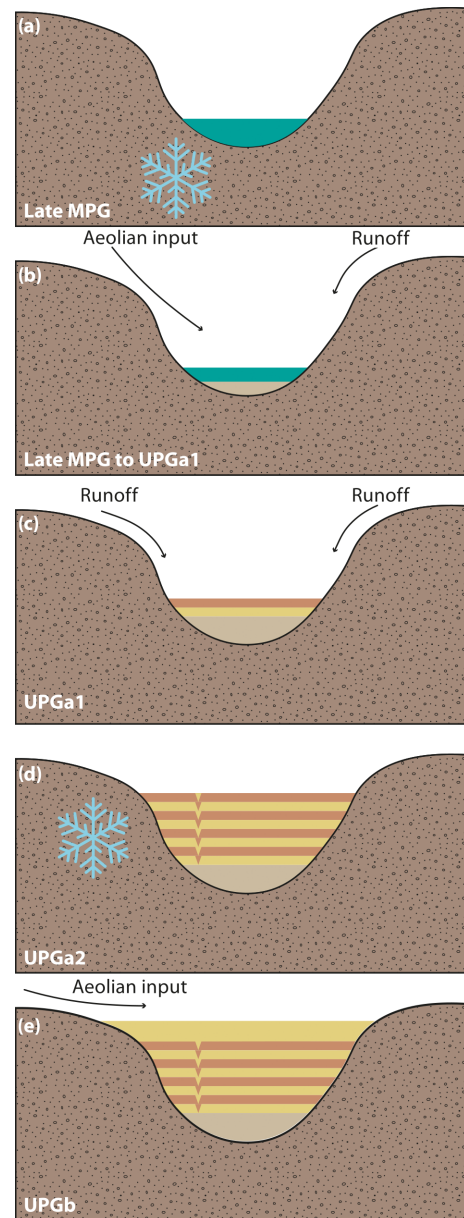 (a)
Late MPG
Aeolian input Runoff
(b)
Late MPG to UPGa1
Runoff Runoff
(c)
UPGa1
(d)
UPGa2
Aeolian input
(e)
UPGb